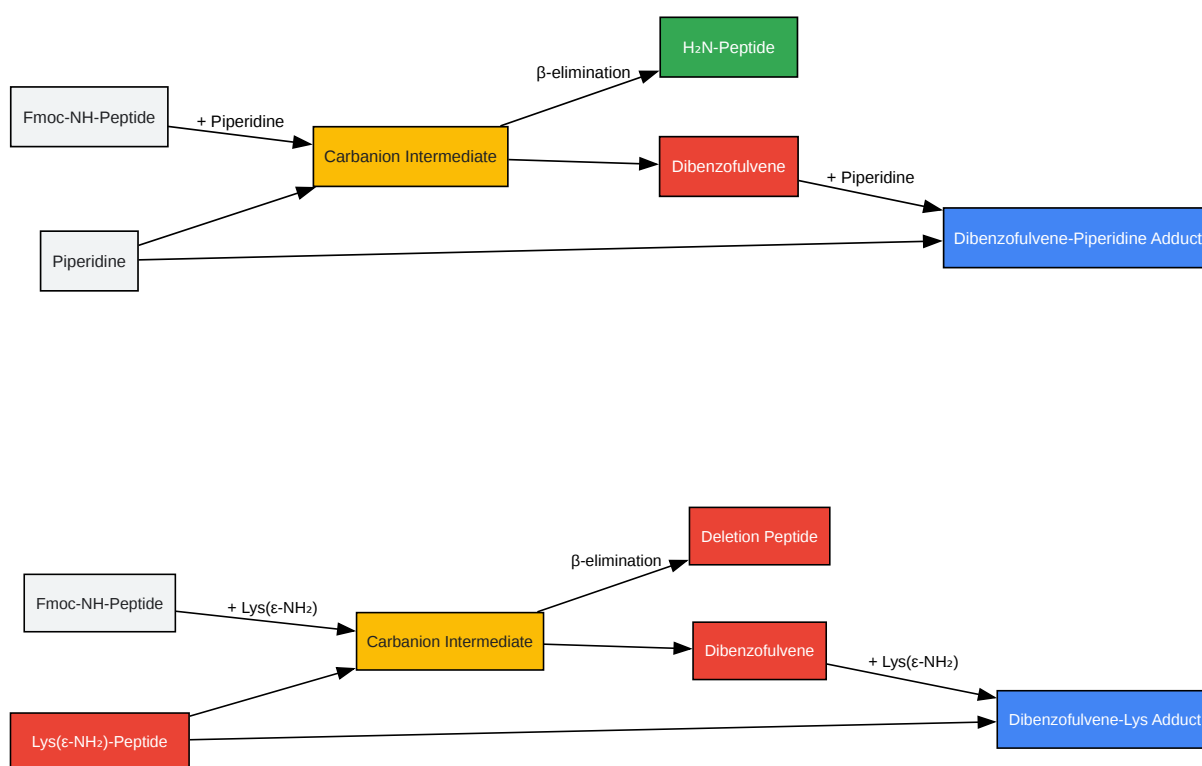 H₂N-Peptide
β-elimination
Fmoc-NH-Peptide
+ Piperidine
Carbanion Intermediate
Dibenzofulvene
+ Piperidine
Dibenzofulvene-Piperidine Adduct
Piperidine
Deletion Peptide
β-elimination
Fmoc-NH-Peptide
+ Lys(ε-NH₂)
Carbanion Intermediate
Dibenzofulvene
+ Lys(ε-NH₂)
Dibenzofulvene-Lys Adduct
Lys(ε-NH₂)-Peptide